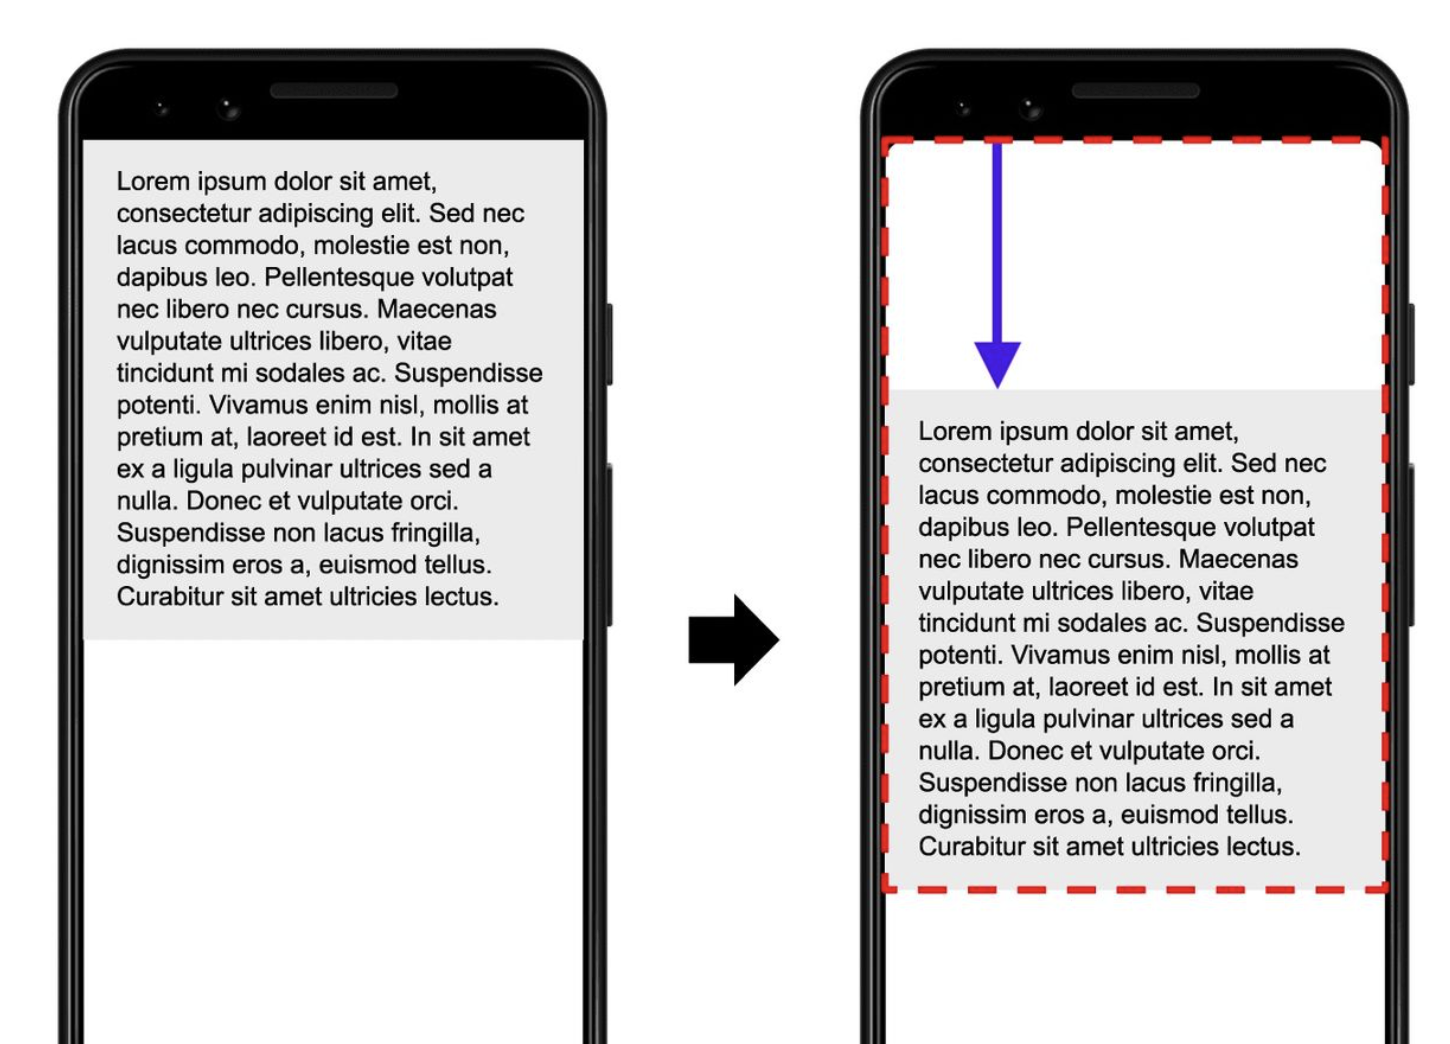 Lorem ipsum dolor sit amet,
consectetur adipiscing elit. Sed nec
lacus commodo, molestie est non,
dapibus leo. Pellentesque volutpat
nec libero nec cursus. Maecenas
vulputate ultrices libero, vitae
tincidunt mi sodales ac. Suspendisse
potenti. Vivamus enim nisl, mollis at
pretium at, laoreet id est. In sit amet
ex a ligula pulvinar ultrices sed a
nulla. Donec et vulputate orci.
Suspendisse non lacus fringilla,
dignissim eros a, euismod tellus.
Curabitur sit amet ultricies lectus.
Lorem ipsum dolor sit amet,
consectetur adipiscing elit. Sed nec
lacus commodo, molestie est non,
dapibus leo. Pellentesque volutpat
nec libero nec cursus. Maecenas
vulputate ultrices libero, vitae
tincidunt mi sodales ac. Suspendisse
potenti. Vivamus enim nisl, mollis at
pretium at, laoreet id est. In sit amet
ex a ligula pulvinar ultrices sed a
nulla. Donec et vulputate orci.
Suspendisse non lacus fringilla,
dignissim eros a, euismod tellus.
Curabitur sit amet ultricies lectus.